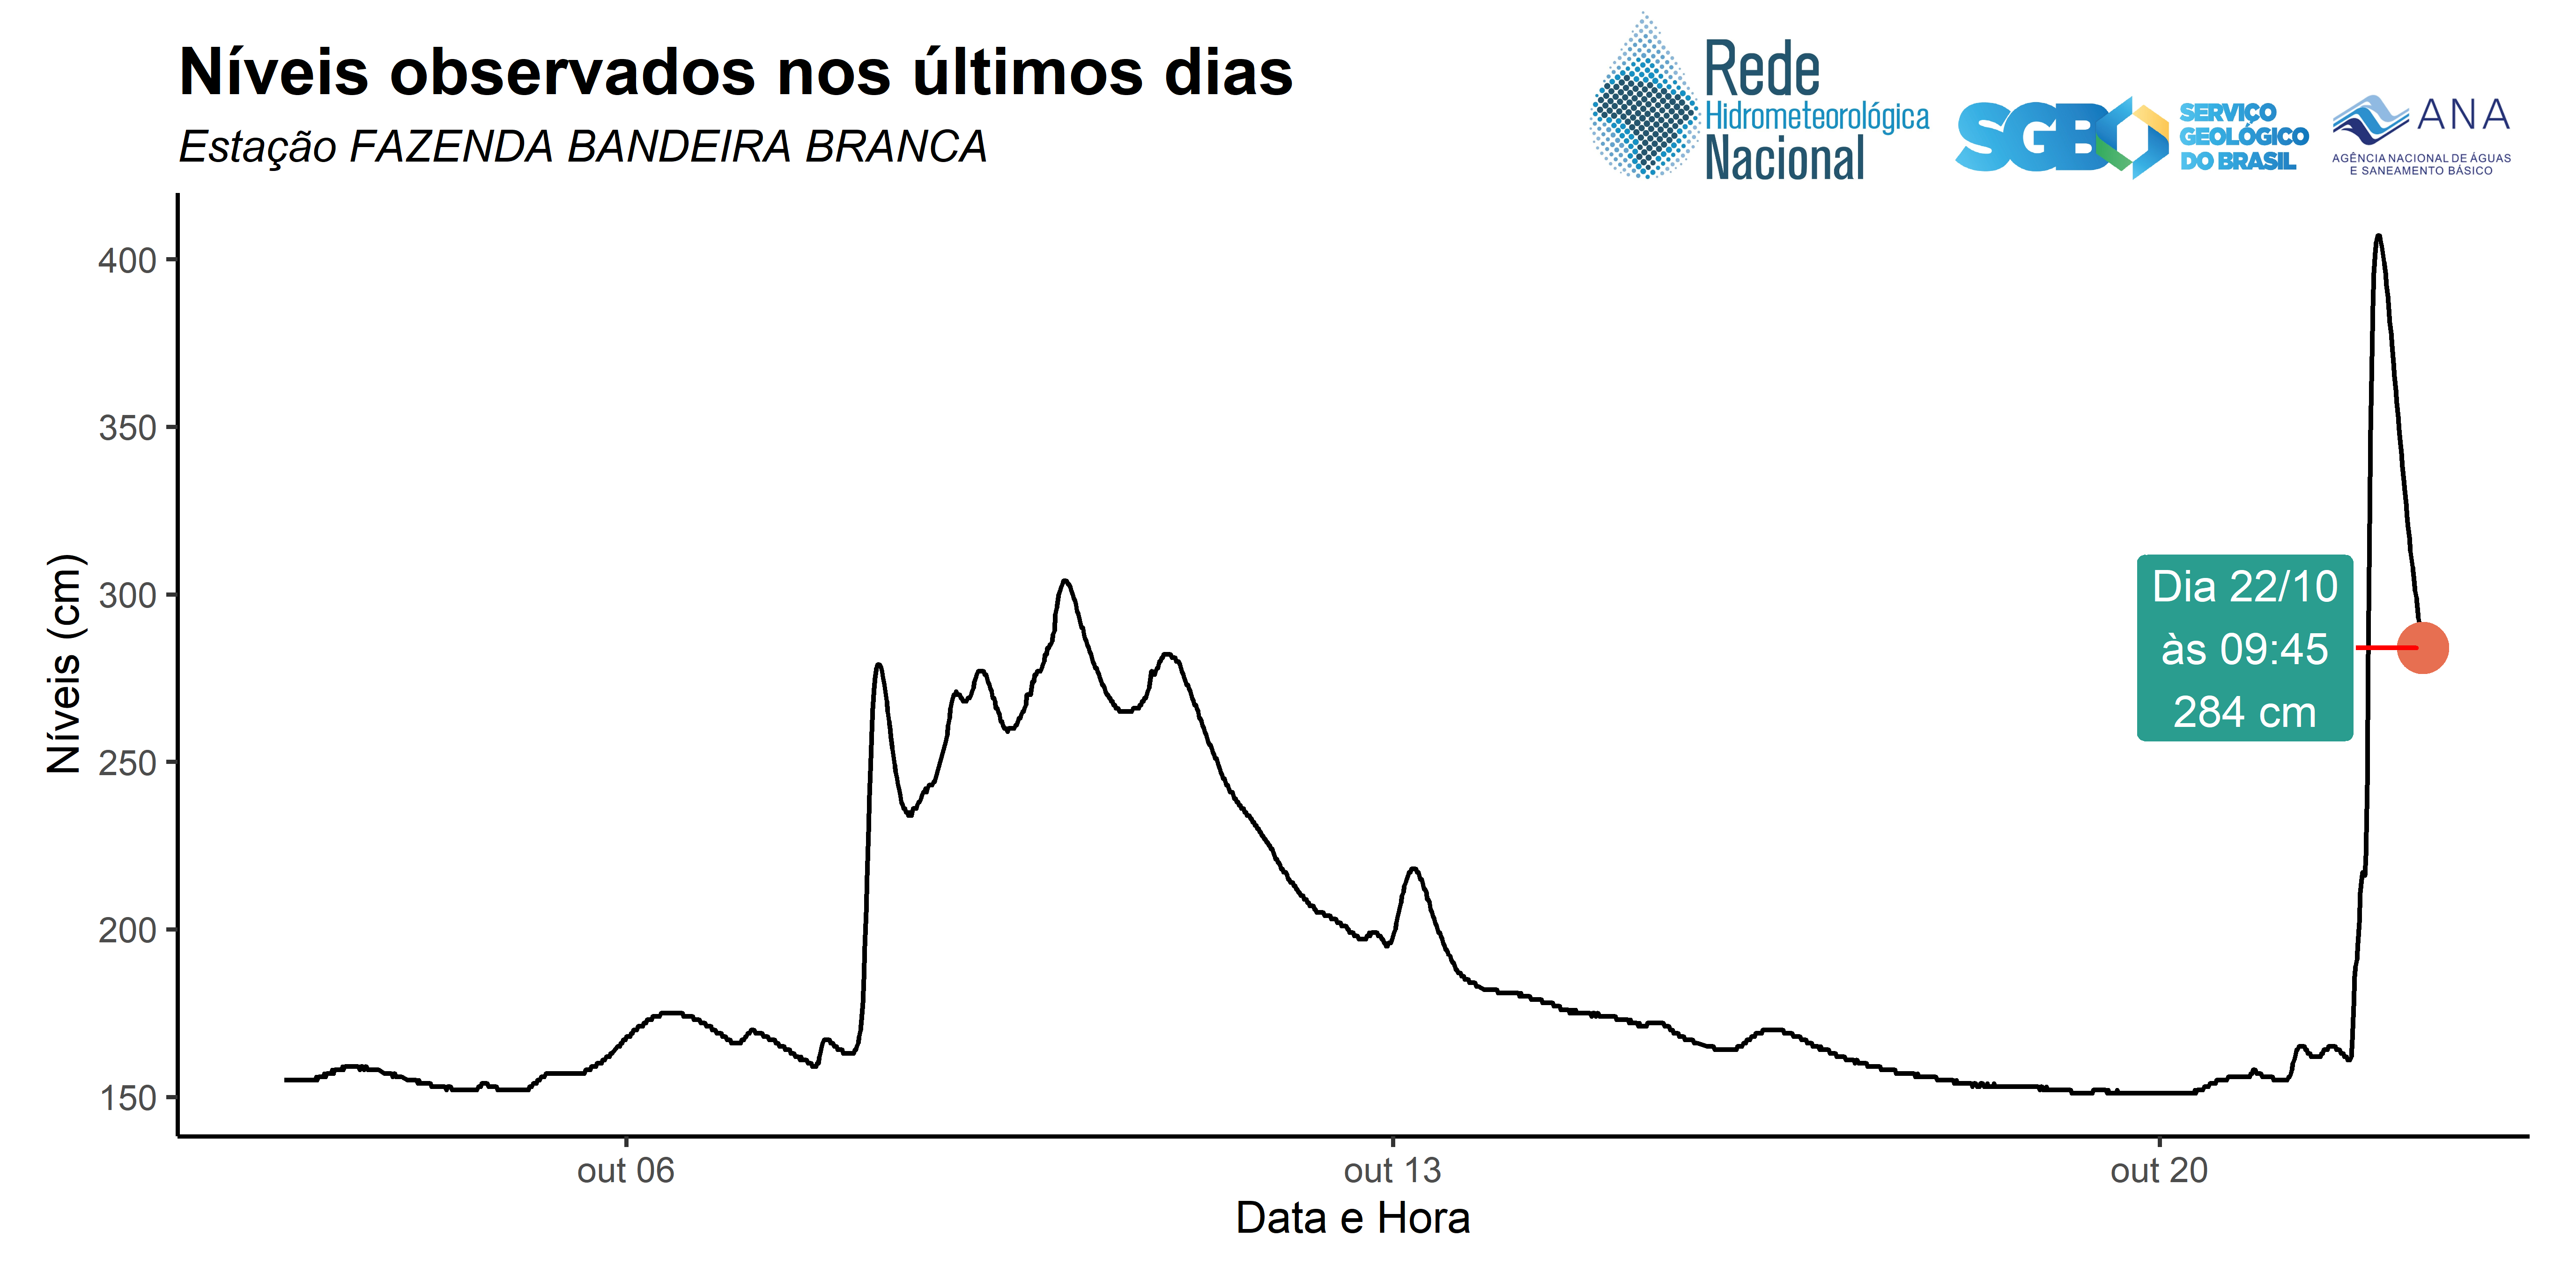 Níveis observados nos últimos dias
Estação FAZENDA BANDEIRA BRANCA
Rede
Hidrometeorológica
Nacional
SGB
SERVIÇO
GEOLÓGICO
DO BRASIL
ANA
AGÊNCIA NACIONAL DE ÁGUAS
E SANEAMENTO BÁSICO
Níveis (cm)
400
350
300
250
200
150
Dia 22/10
às 09:45
284 cm
out 06
out 13
out 20
Data e Hora